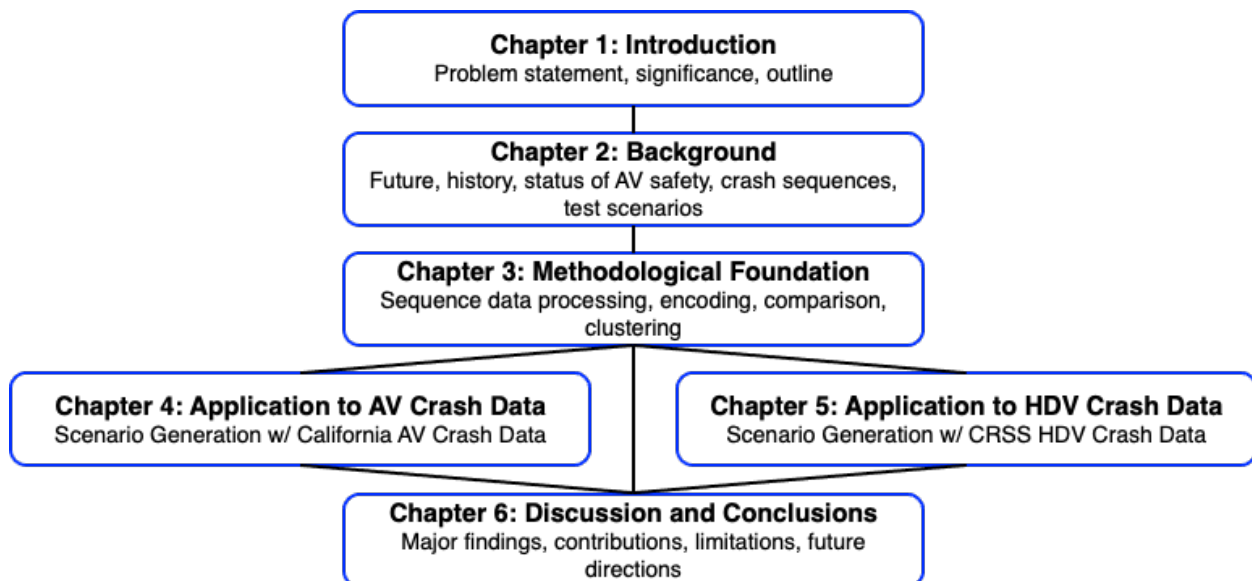 Chapter 1: Introduction
Problem statement, significance, outline
Chapter 2: Background
Future, history, status of AV safety, crash sequences,
test scenarios
Chapter 3: Methodological Foundation
Sequence data processing, encoding, comparison,
clustering
Chapter 4: Application to AV Crash Data
Scenario Generation w/ California AV Crash Data
Chapter 5: Application to HDV Crash Data
Scenario Generation w/ CRSS HDV Crash Data
Chapter 6: Discussion and Conclusions
Major findings, contributions, limitations, future
directions